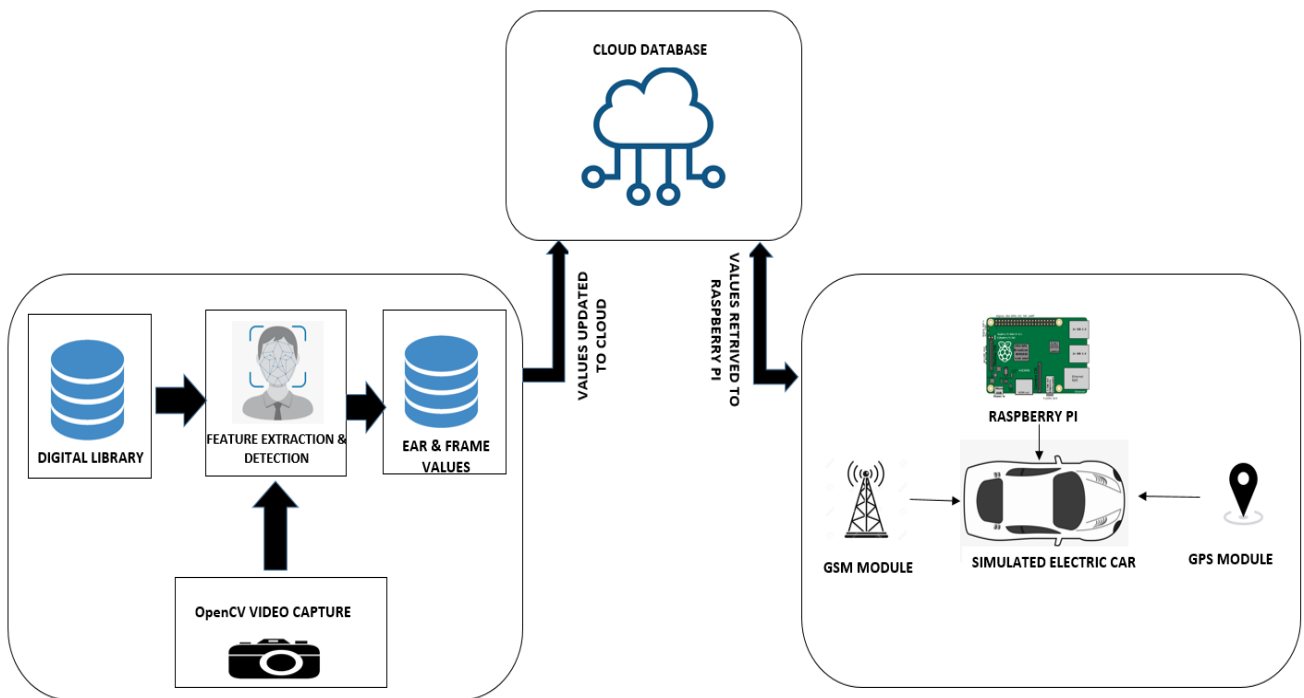 CLOUD DATABASE
VALUES UPDATED
TO CLOUD
VALUES RETRIVED TO
RASPBERRY PI
DIGITAL LIBRARY
FEATURE EXTRACTION &
DETECTION
EAR & FRAME
VALUES
OpenCV VIDEO CAPTURE
RASPBERRY PI
GSM MODULE
SIMULATED ELECTRIC CAR
GPS MODULE